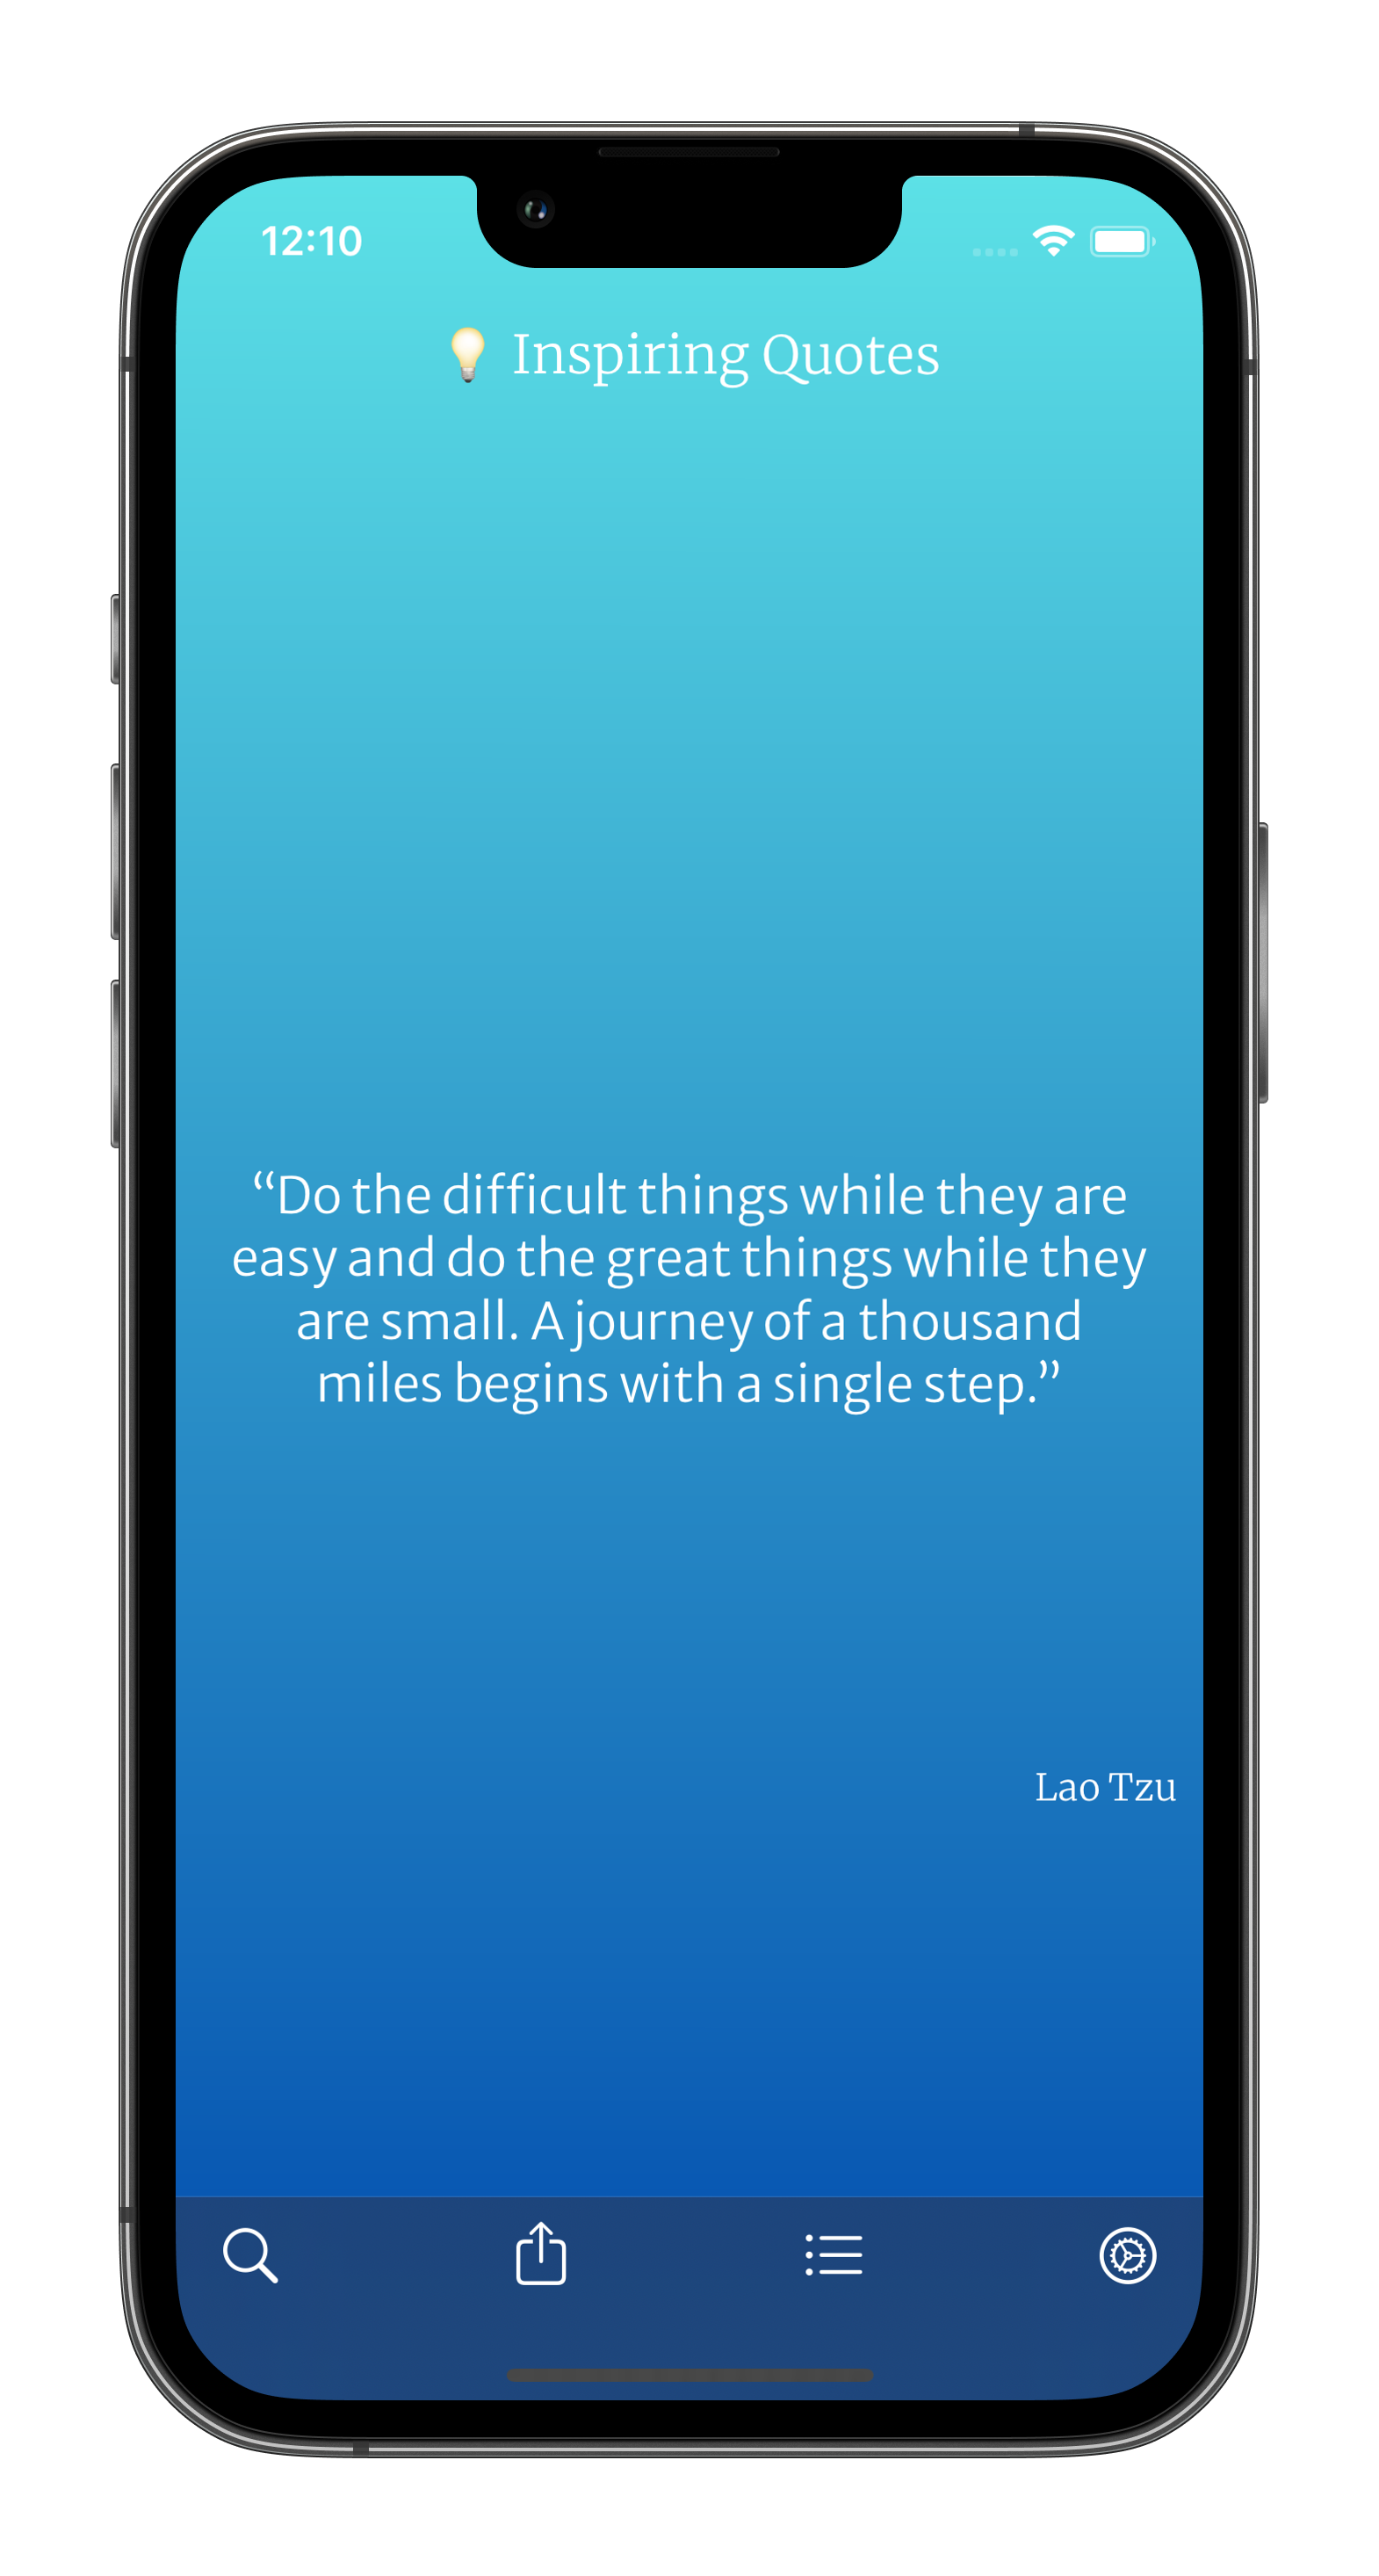 12:10
💡 Inspiring Quotes
“Do the difficult things while they are
easy and do the great things while they
are small. A journey of a thousand
miles begins with a single step.”
Lao Tzu